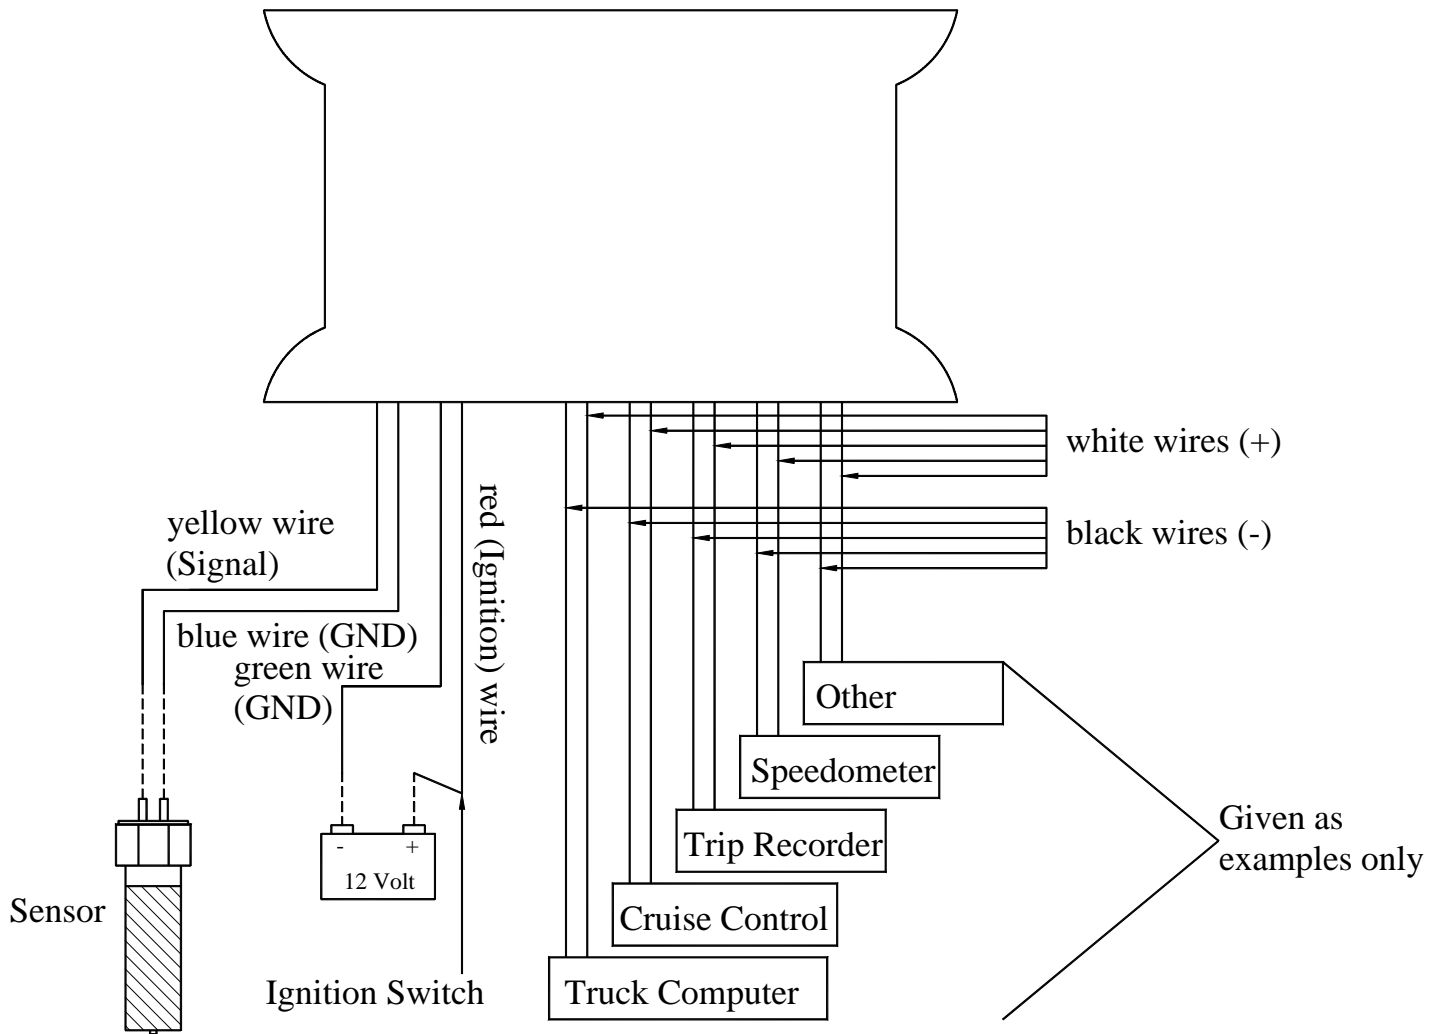 white wires (+)
black wires (-)
yellow wire
(Signal)
blue wire (GND)
green wire
(GND)
red (Ignition) wire
Other
Speedometer
Trip Recorder
Cruise Control
Truck Computer
Given as
examples only
- +
12 Volt
Sensor
Ignition Switch